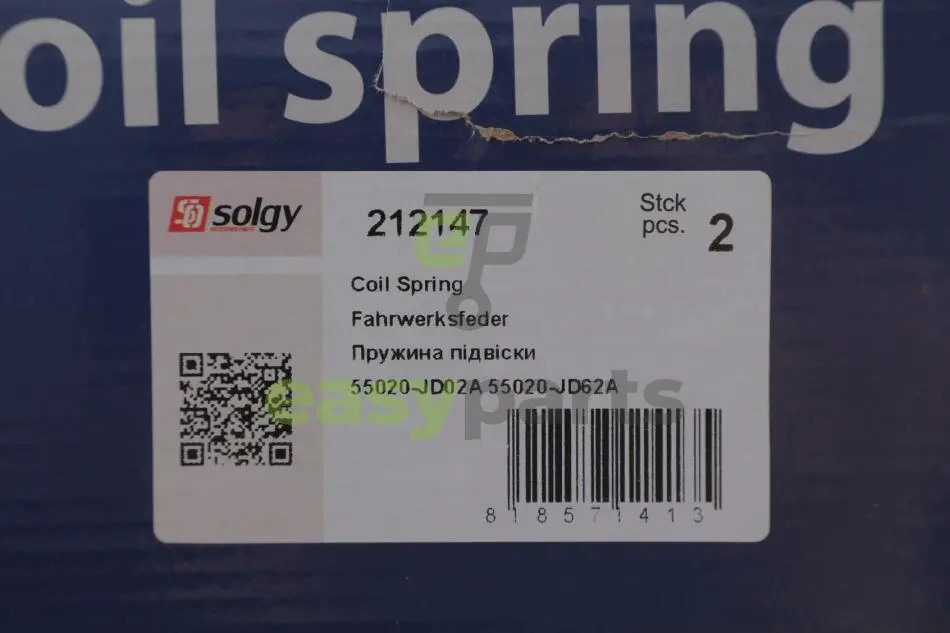 oil spring
solgy
212147
Stck
pcs. 2
Coil Spring
Fahrwerksfeder
Пружина підвіски
55020-JD02A 55020-JD62A
easyparts
818571413